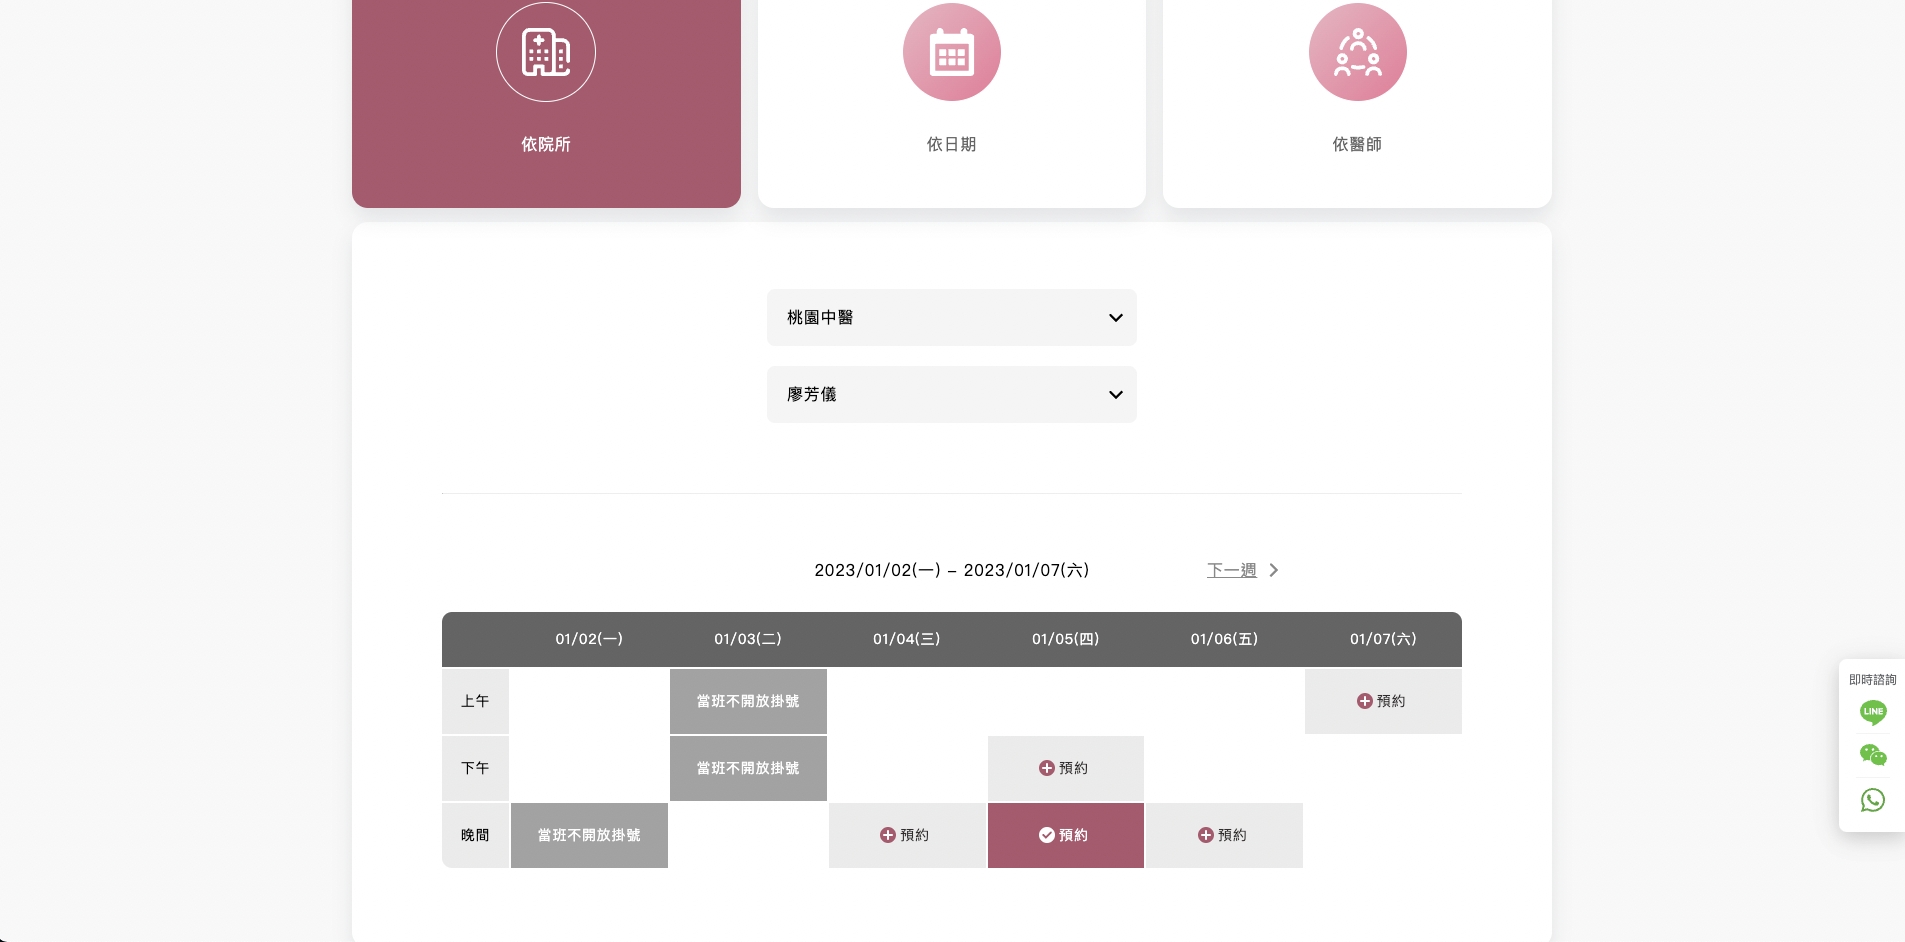 依院所
依日期
依醫師
桃園中醫
廖芳儀
2023/01/02(一) – 2023/01/07(六)
下一週
01/02(一) 01/03(二) 01/04(三) 01/05(四) 01/06(五) 01/07(六)
上午 當班不開放掛號 預約
下午 當班不開放掛號 預約
晚間 當班不開放掛號 預約 預約 預約
即時諮詢
LINE